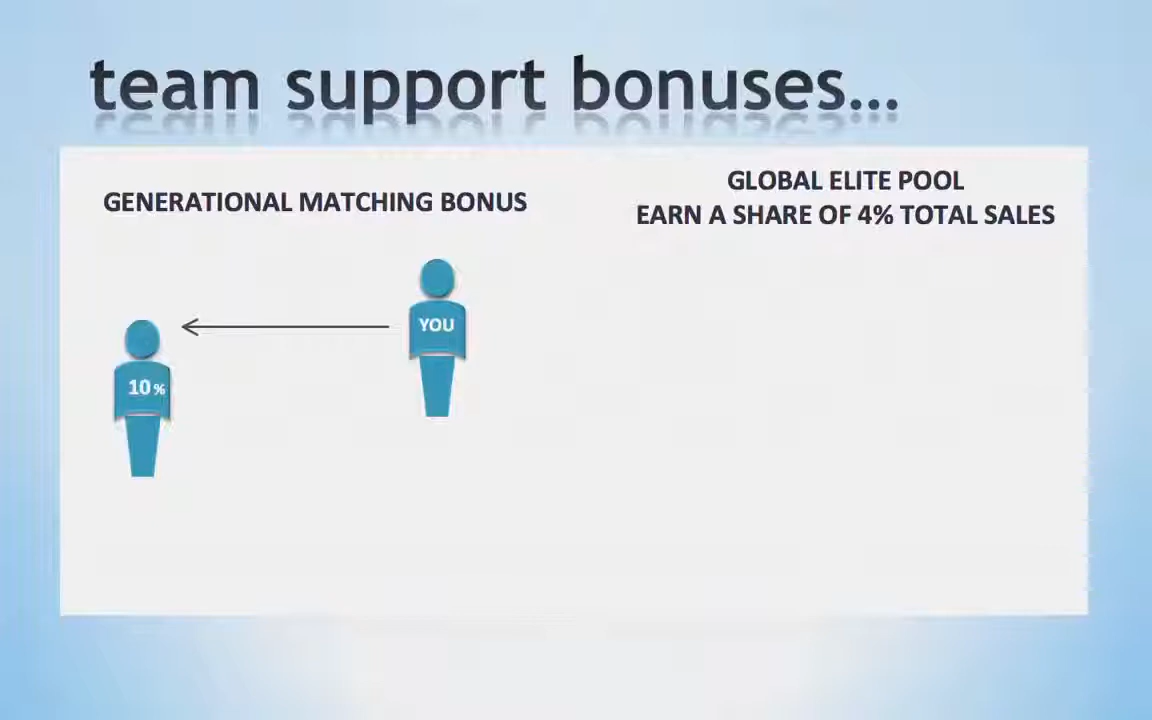 team support bonuses...
GENERATIONAL MATCHING BONUS
GLOBAL ELITE POOL
EARN A SHARE OF 4% TOTAL SALES
YOU
10 %